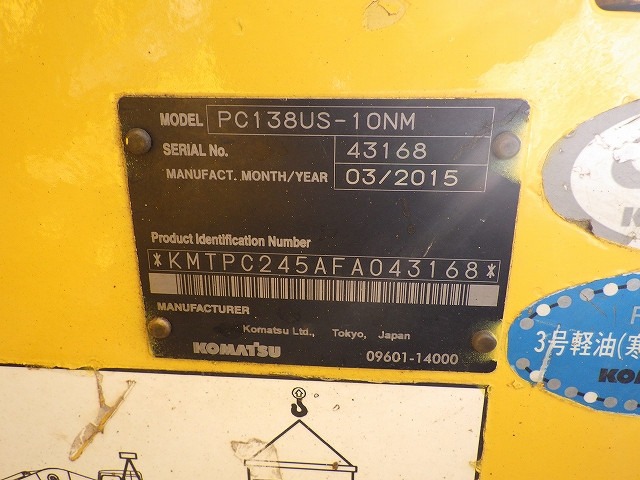 MODEL PC138US-10NM
SERIAL No. 43168
MANUFACT. MONTH/YEAR 03/2015
Product Identification Number
*KMTPC245AFA043168*
MANUFACTURER
Komatsu Ltd., Tokyo, Japan
KOMATSU 09601-14000
3号軽油(寒